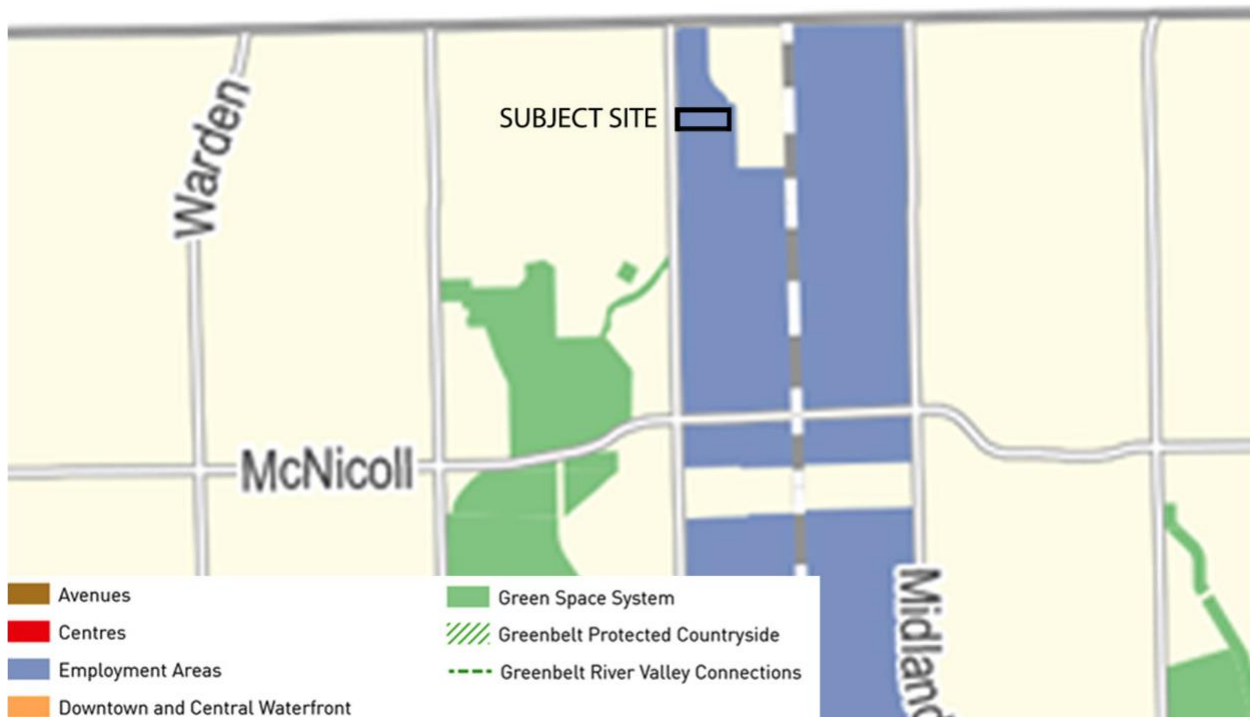 Warden
SUBJECT SITE
McNicoll
Midland
Avenues
Centres
Employment Areas
Downtown and Central Waterfront
Green Space System
Greenbelt Protected Countryside
Greenbelt River Valley Connections